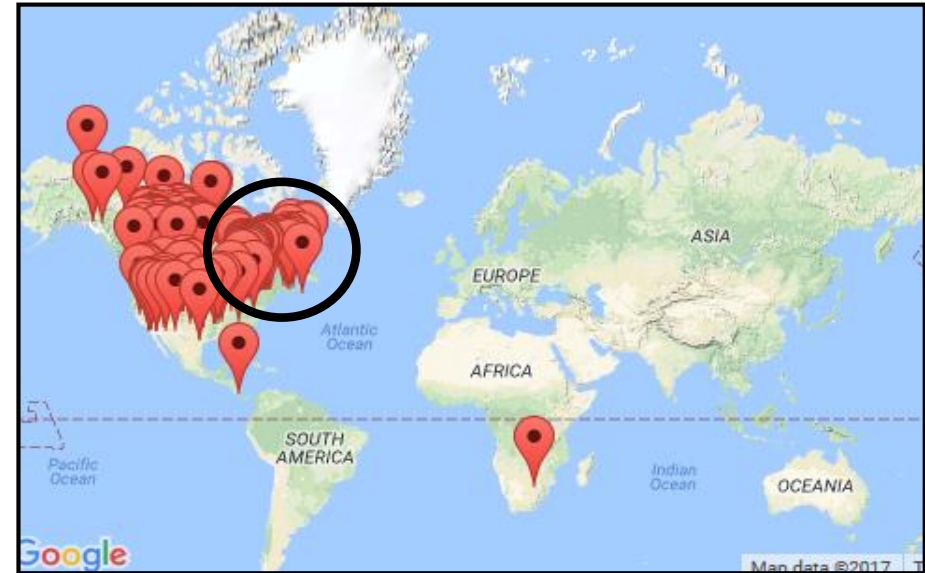 ASIA
EUROPE
Atlantic
Ocean
AFRICA
SOUTH
AMERICA
Pacific
Ocean
Indian
Ocean
OCEANIA
Google
Map data ©2017